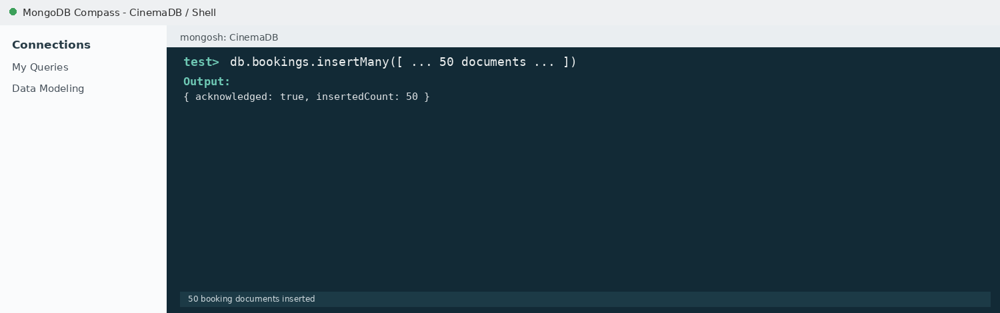 MongoDB Compass - CinemaDB / Shell
Connections
My Queries
Data Modeling
mongosh: CinemaDB
test> db.bookings.insertMany([ ... 50 documents ... ])
Output:
{ acknowledged: true, insertedCount: 50 }
50 booking documents inserted